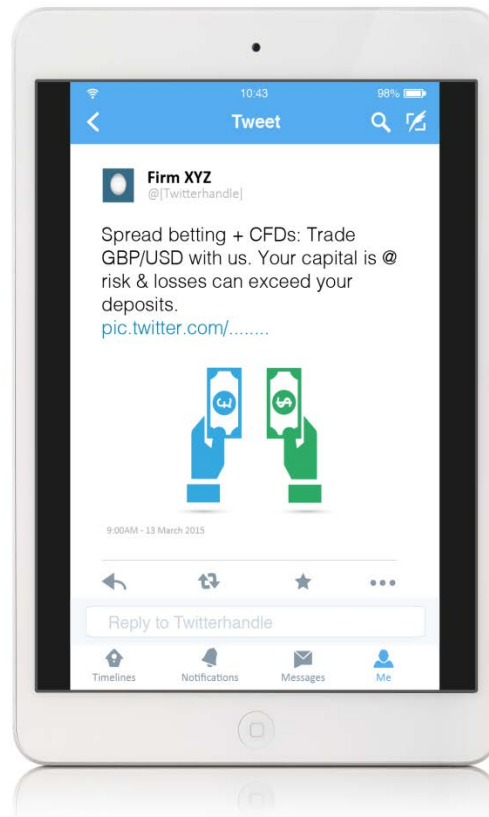 10:43
98%
Tweet
Firm XYZ
@[Twitterhandle]
Spread betting + CFDs: Trade
GBP/USD with us. Your capital is @
risk & losses can exceed your
deposits.
pic.twitter.com/........
£
$
9:00AM - 13 March 2015
Reply to Twitterhandle
Timelines
Notifications
Messages
Me